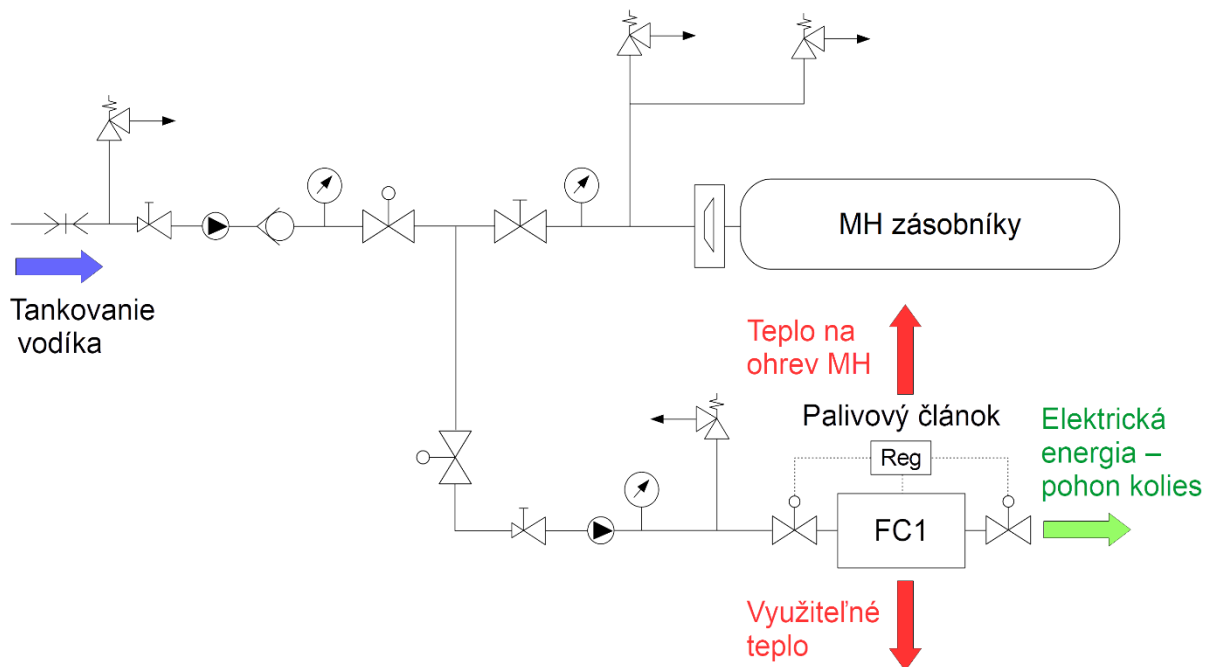 MH zásobníky
Tankovanie
vodíka
Teplo na
ohrev MH
Palivový článok
Reg
FC1
Elektrická
energia –
pohon kolies
Využiteľné
teplo